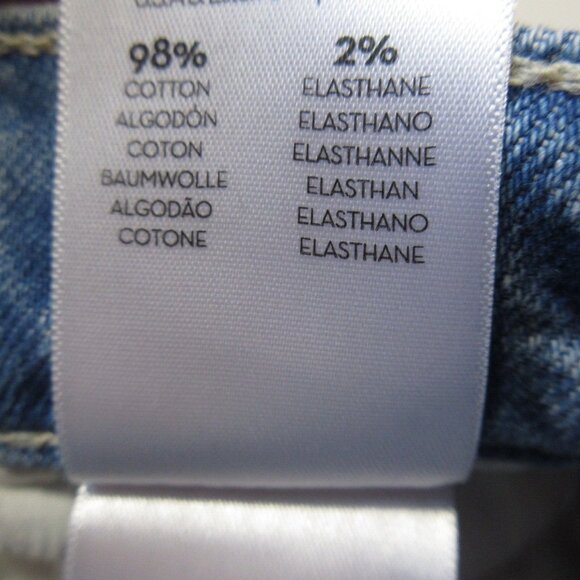 98% 2%
COTTON ELASTHANE
ALGODÓN ELASTHANO
COTON ELASTHANNE
BAUMWOLLE ELASTHAN
ALGODÃO ELASTHANO
COTONE ELASTHANE